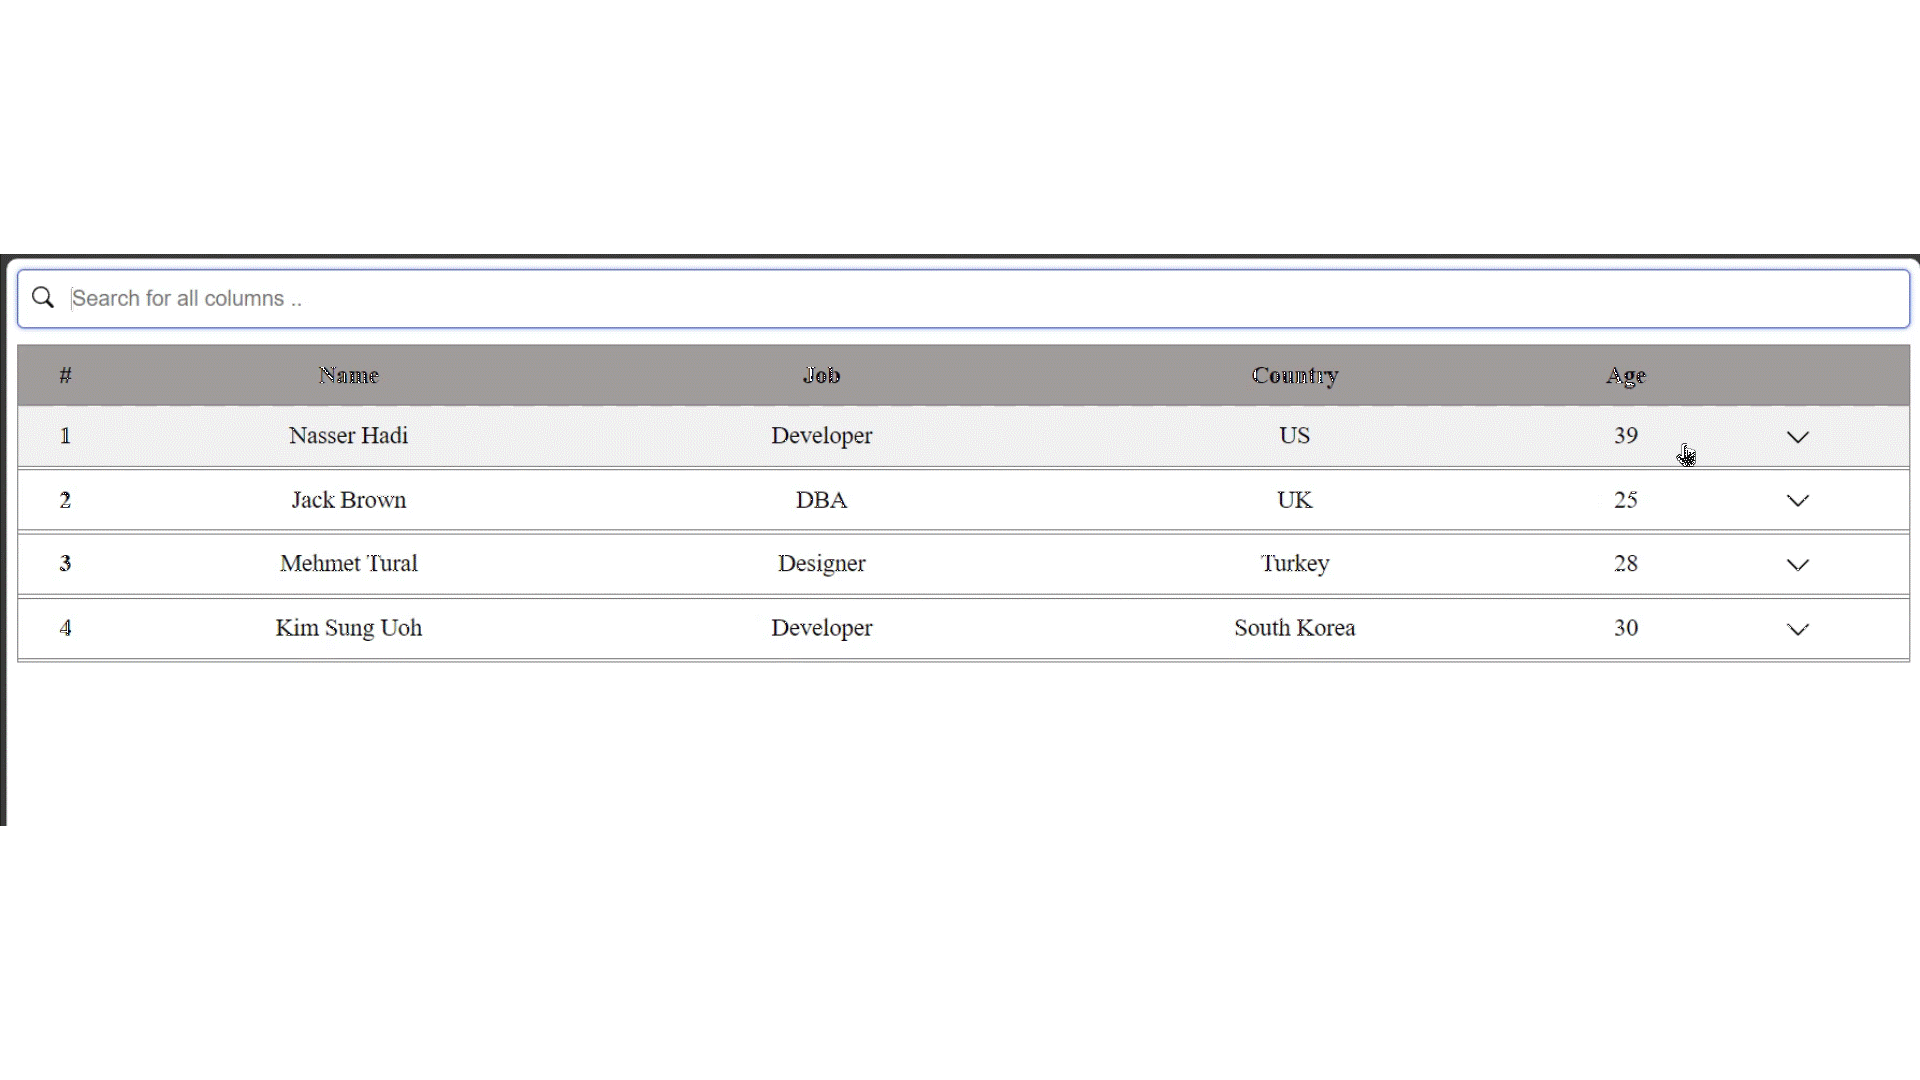 Search for all columns ..
# Name Job Country Age
1 Nasser Hadi Developer US 39
2 Jack Brown DBA UK 25
3 Mehmet Tural Designer Turkey 28
4 Kim Sung Uoh Developer South Korea 30